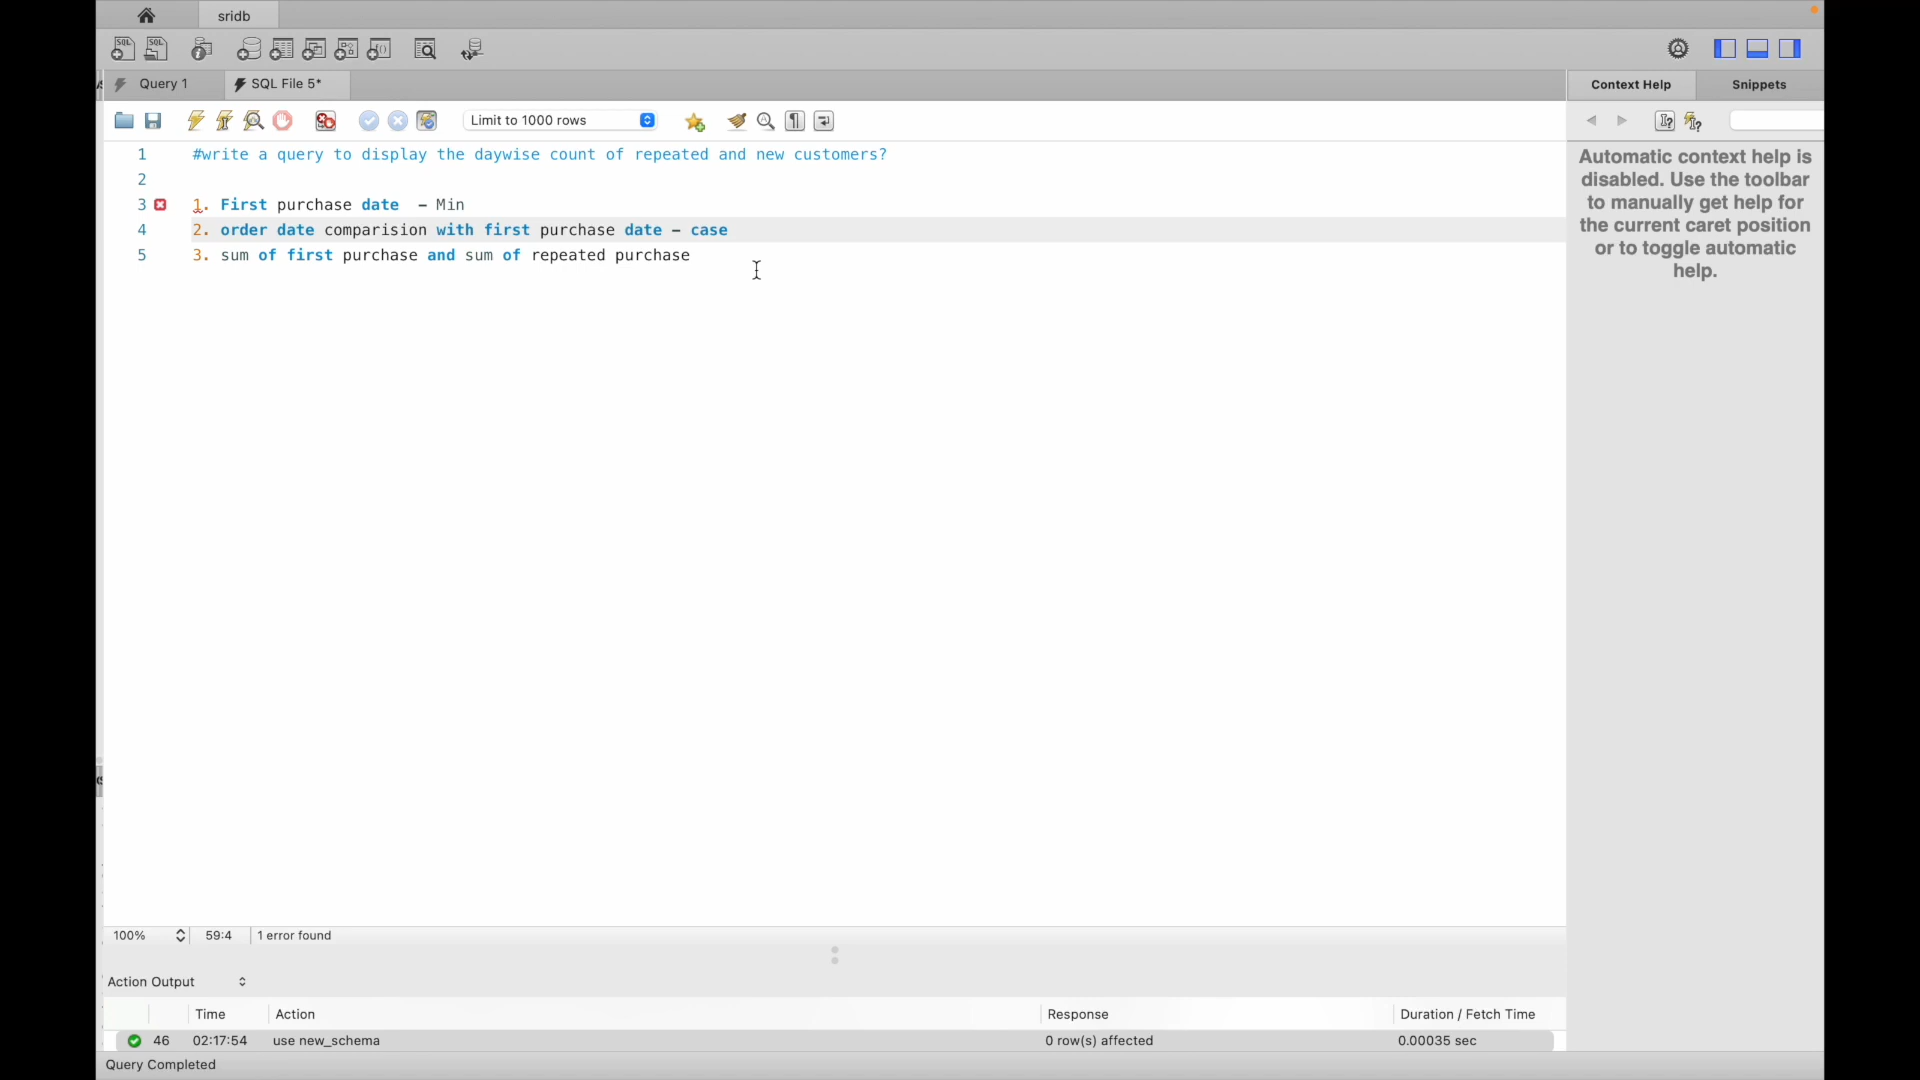 sridb
Query 1
SQL File 5*
Context Help
Snippets
Limit to 1000 rows
1 #write a query to display the daywise count of repeated and new customers?
2
3 1. First purchase date  - Min
4 2. order date comparision with first purchase date - case
5 3. sum of first purchase and sum of repeated purchase
Automatic context help is
disabled. Use the toolbar
to manually get help for
the current caret position
or to toggle automatic
help.
100%
59:4
1 error found
Action Output
Time Action Response Duration / Fetch Time
46 02:17:54 use new_schema 0 row(s) affected 0.00035 sec
Query Completed